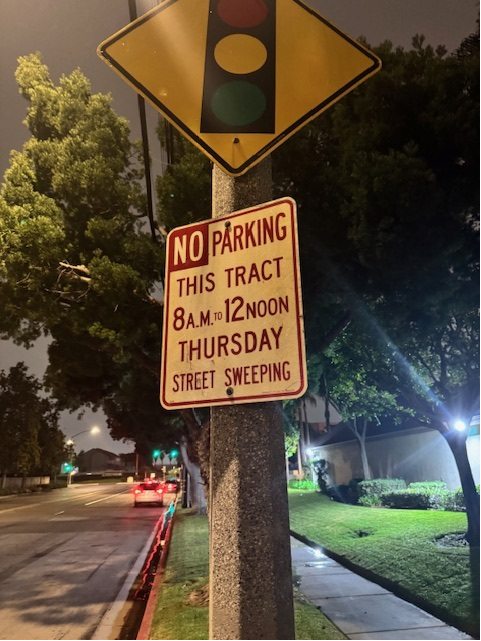 NO PARKING
THIS TRACT
8A.M. TO 12NOON
THURSDAY
STREET SWEEPING